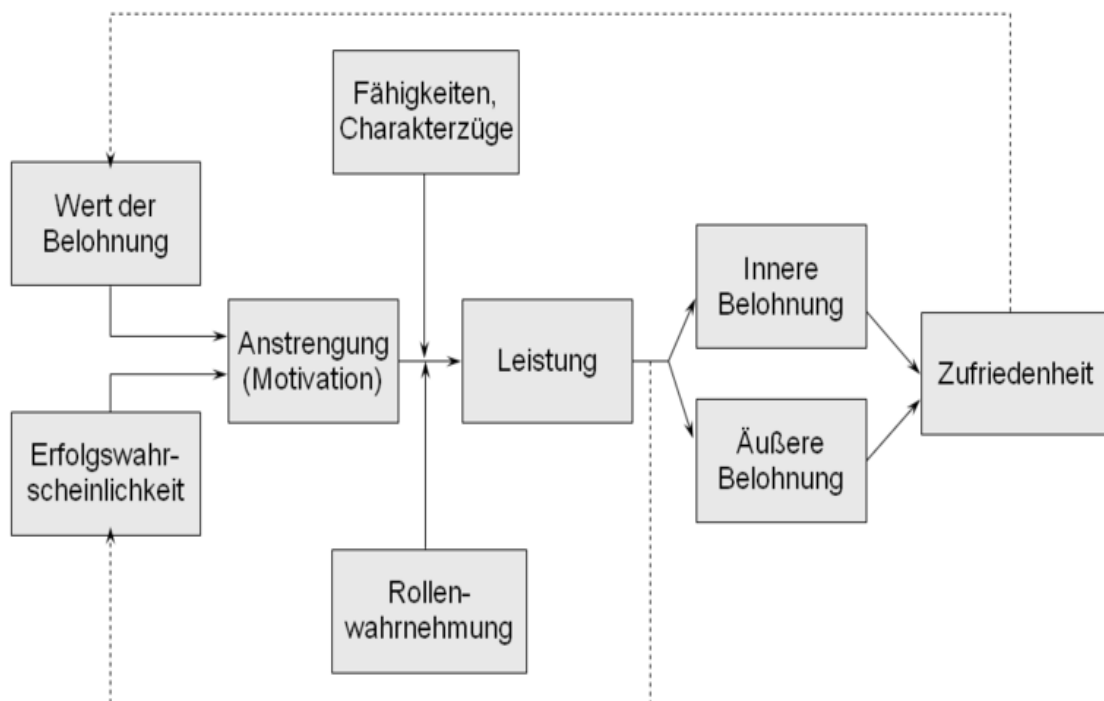 Fähigkeiten,
Charakterzüge
Wert der
Belohnung
Innere
Belohnung
Anstrengung
(Motivation)
Leistung
Zufriedenheit
Erfolgswahr-
scheinlichkeit
Äußere
Belohnung
Rollen-
wahrnehmung